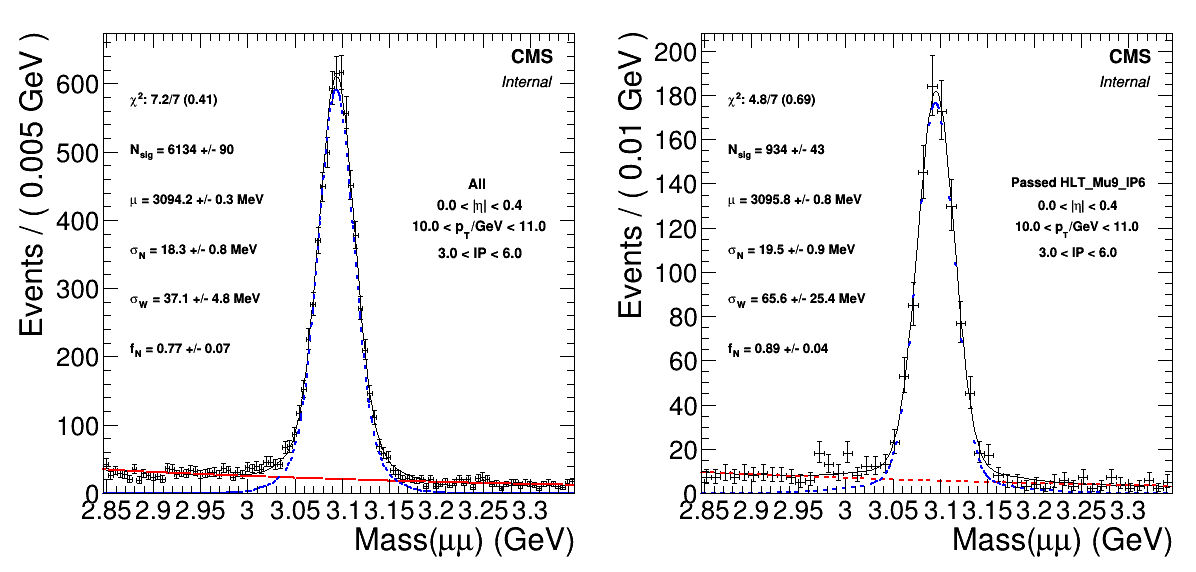 Events / ( 0.005 GeV )
600
500
400
300
200
100
0
CMS
Internal
χ²: 7.2/7 (0.41)
N_sig = 6134 +/- 90
μ = 3094.2 +/- 0.3 MeV
σ_N = 18.3 +/- 0.8 MeV
σ_W = 37.1 +/- 4.8 MeV
f_N = 0.77 +/- 0.07
All
0.0 < |η| < 0.4
10.0 < p_T/GeV < 11.0
3.0 < IP < 6.0
2.85 2.9 2.95 3 3.05 3.1 3.15 3.2 3.25 3.3
Mass(μμ) (GeV)
Events / ( 0.01 GeV )
200
180
160
140
120
100
80
60
40
20
0
CMS
Internal
χ²: 4.8/7 (0.69)
N_sig = 934 +/- 43
μ = 3095.8 +/- 0.8 MeV
σ_N = 19.5 +/- 0.9 MeV
σ_W = 65.6 +/- 25.4 MeV
f_N = 0.89 +/- 0.04
Passed HLT_Mu9_IP6
0.0 < |η| < 0.4
10.0 < p_T/GeV < 11.0
3.0 < IP < 6.0
2.85 2.9 2.95 3 3.05 3.1 3.15 3.2 3.25 3.3
Mass(μμ) (GeV)